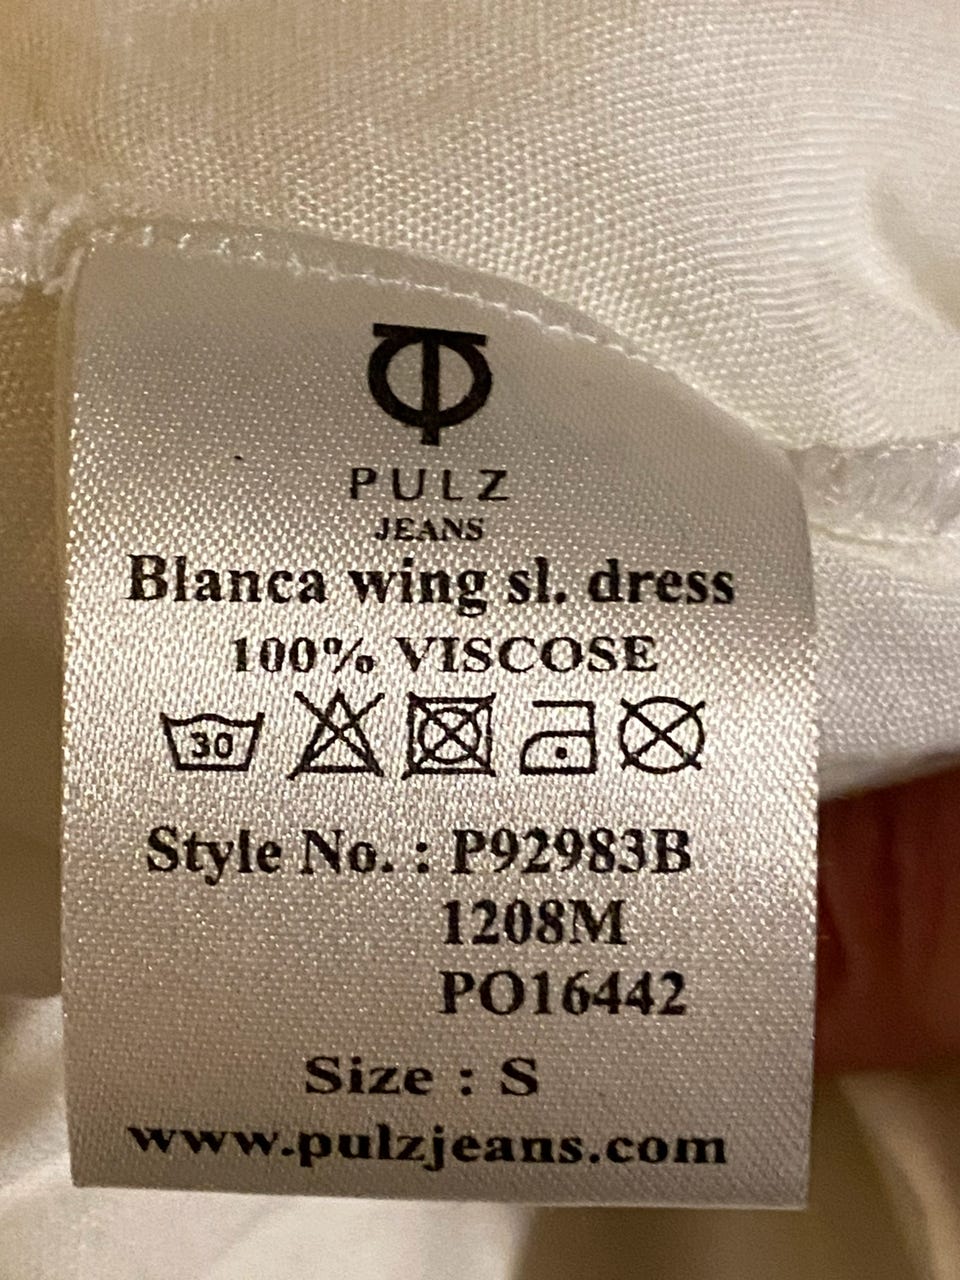 PULZ
JEANS
Blanca wing sl. dress
100% VISCOSE
30
Style No. : P92983B
1208M
PO16442
Size : S
www.pulzjeans.com